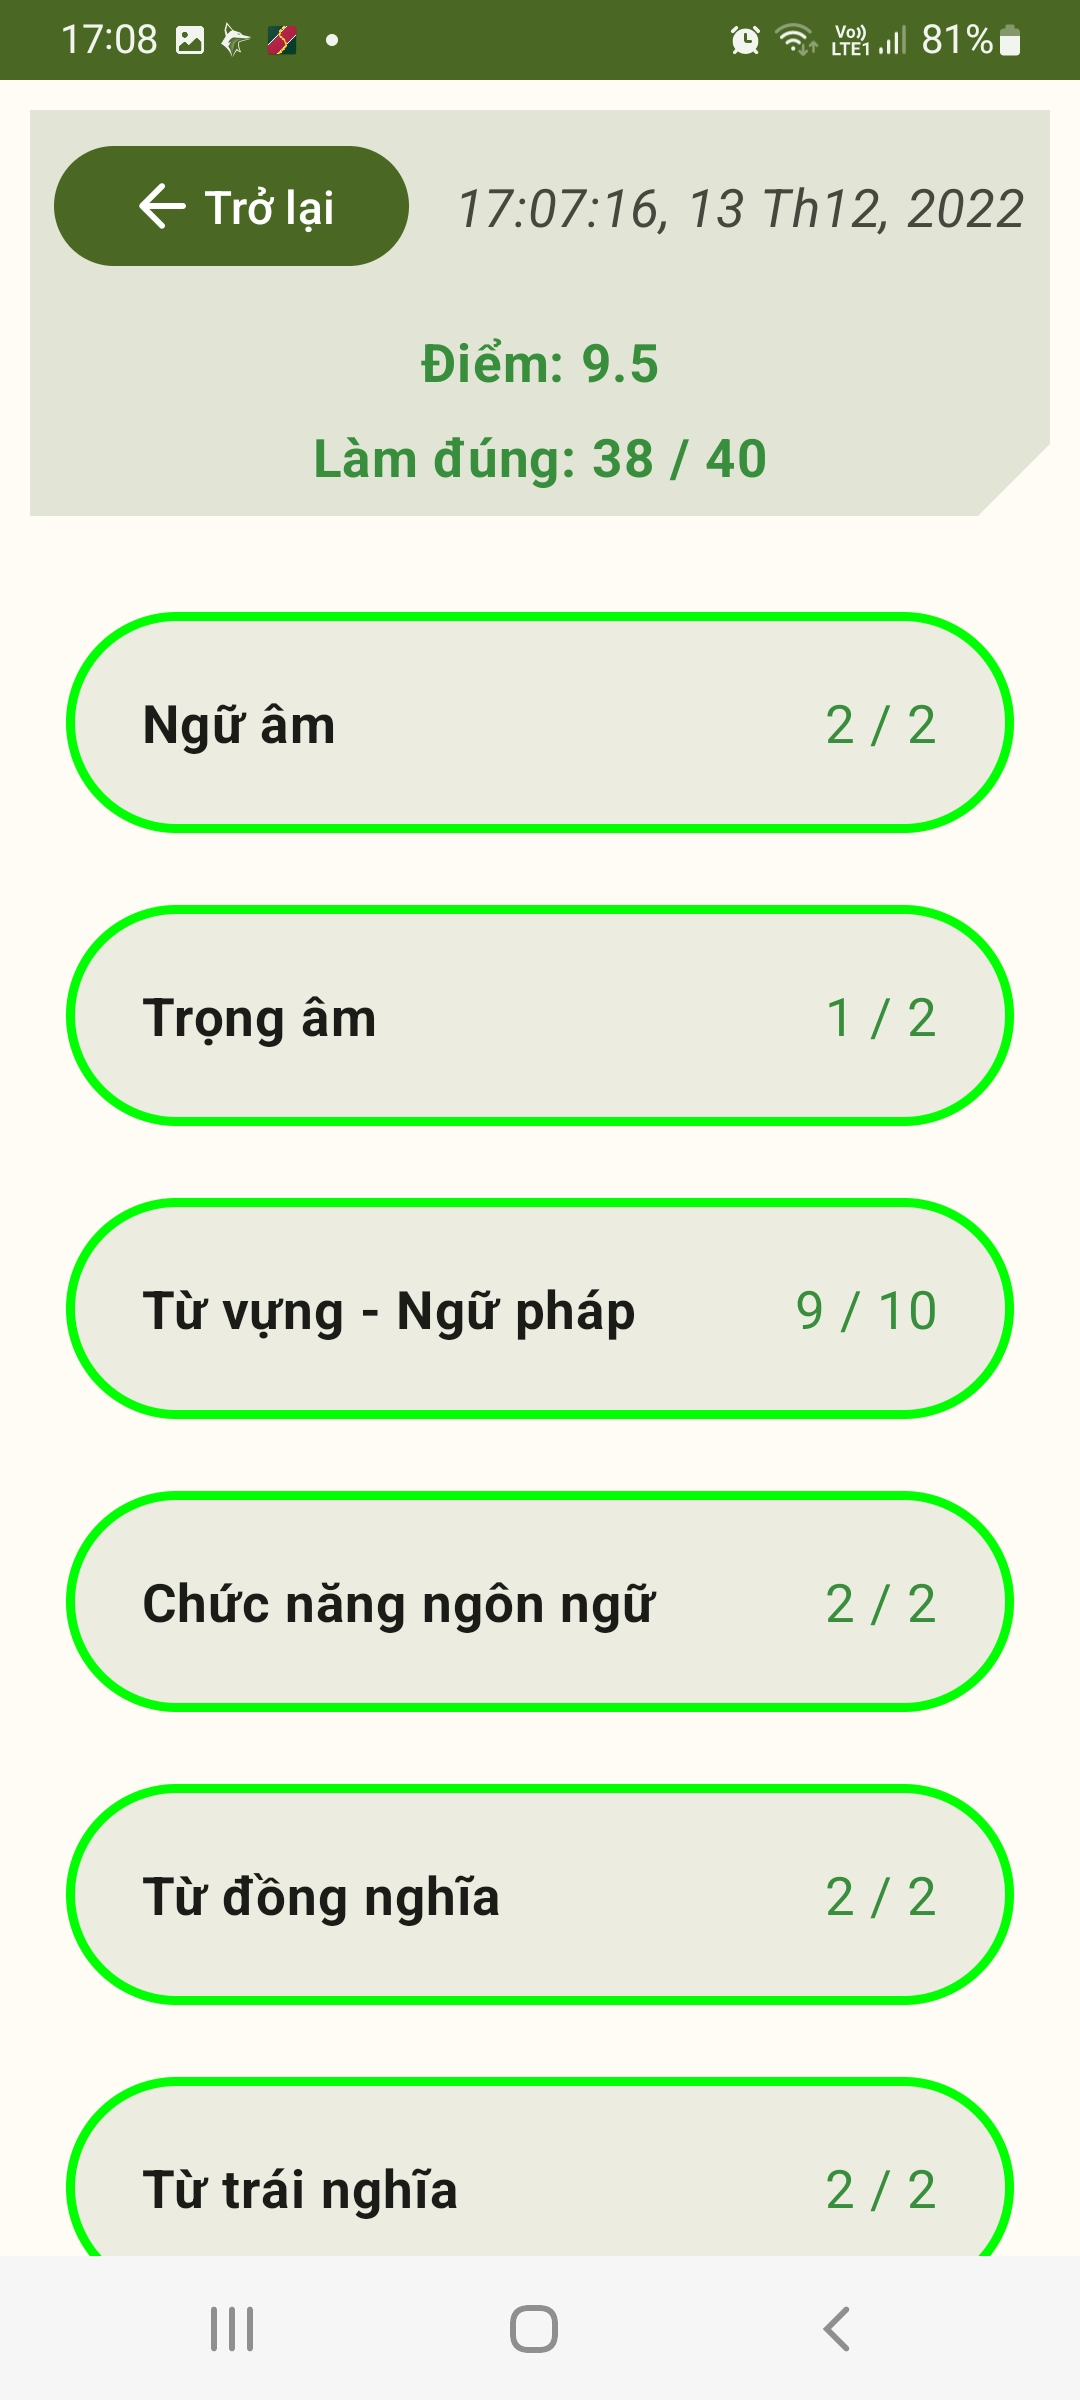 17:08
Vo)) LTE1 81%
Trở lại
17:07:16, 13 Th12, 2022
Điểm: 9.5
Làm đúng: 38 / 40
Ngữ âm 2 / 2
Trọng âm 1 / 2
Từ vựng - Ngữ pháp 9 / 10
Chức năng ngôn ngữ 2 / 2
Từ đồng nghĩa 2 / 2
Từ trái nghĩa 2 / 2